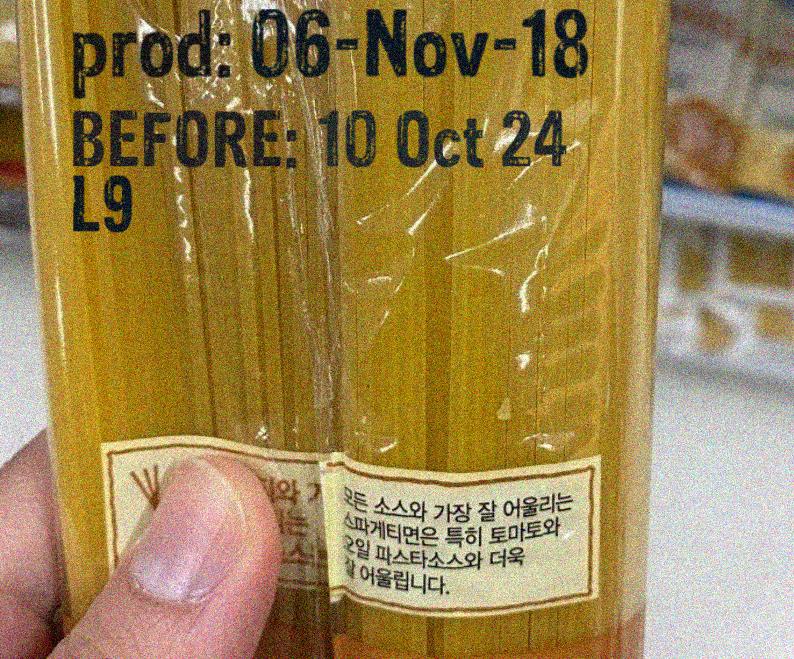 prod: 06-Nov-18
BEFORE: 10 Oct 24
L9
모든 소스와 가장 잘 어울리는
스파게티면은 특히 토마토와
오일 파스타소스와 더욱
잘 어울립니다.